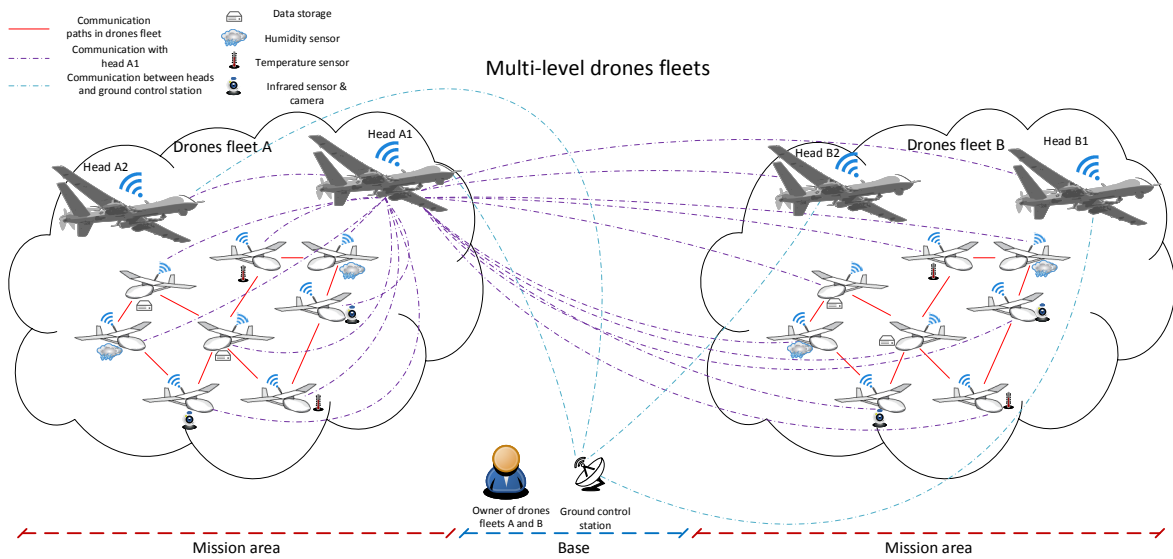 Communication
paths in drones fleet
Communication with
head A1
Communication between heads
and ground control station
Data storage
Humidity sensor
Temperature sensor
Infrared sensor &
camera
Multi-level drones fleets
Drones fleet A
Head A1
Head A2
Drones fleet B
Head B1
Head B2
Owner of drones
fleets A and B
Ground control
station
Mission area
Base
Mission area